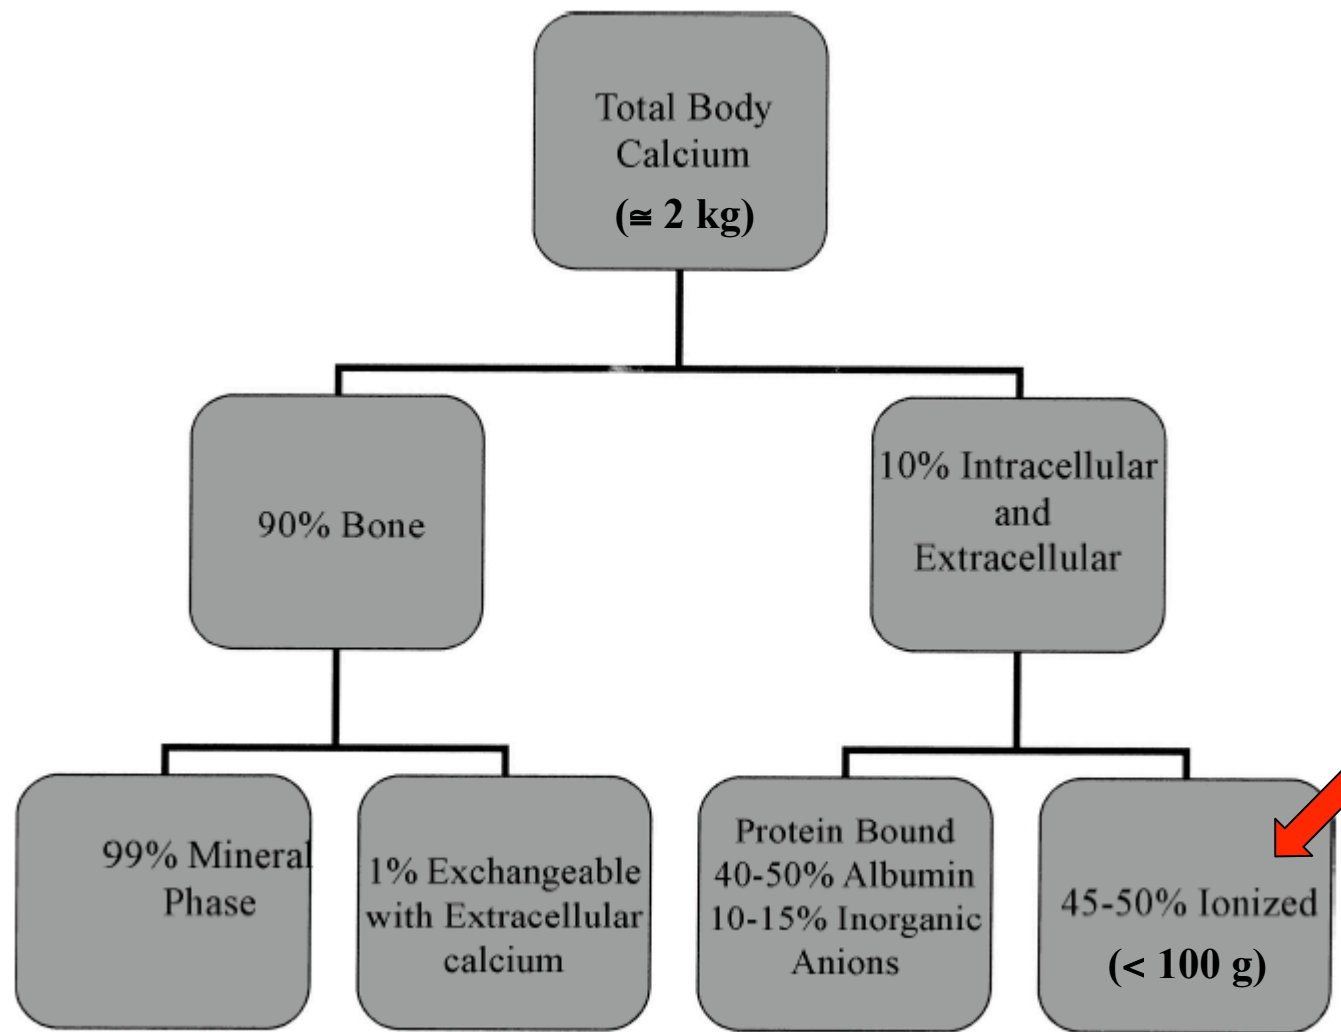 Total Body
Calcium
(≅ 2 kg)
90% Bone
10% Intracellular
and
Extracellular
99% Mineral
Phase
1% Exchangeable
with Extracellular
calcium
Protein Bound
40-50% Albumin
10-15% Inorganic
Anions
45-50% Ionized
(< 100 g)